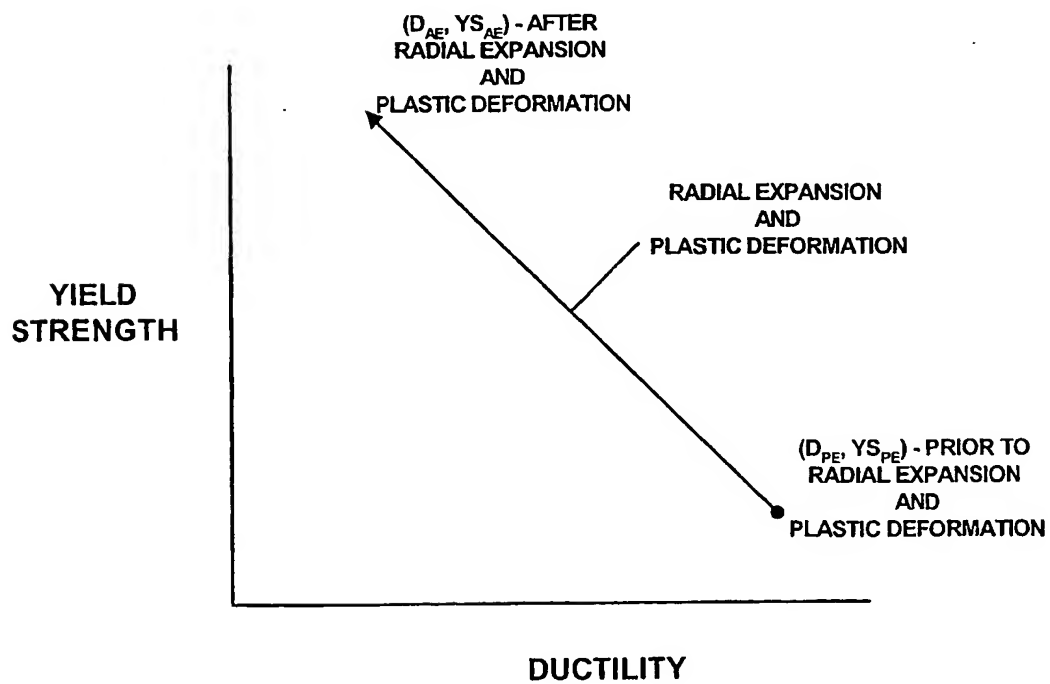 (D_AE, YS_AE) - AFTER
RADIAL EXPANSION
AND
PLASTIC DEFORMATION
RADIAL EXPANSION
AND
PLASTIC DEFORMATION
YIELD
STRENGTH
(D_PE, YS_PE) - PRIOR TO
RADIAL EXPANSION
AND
PLASTIC DEFORMATION
DUCTILITY